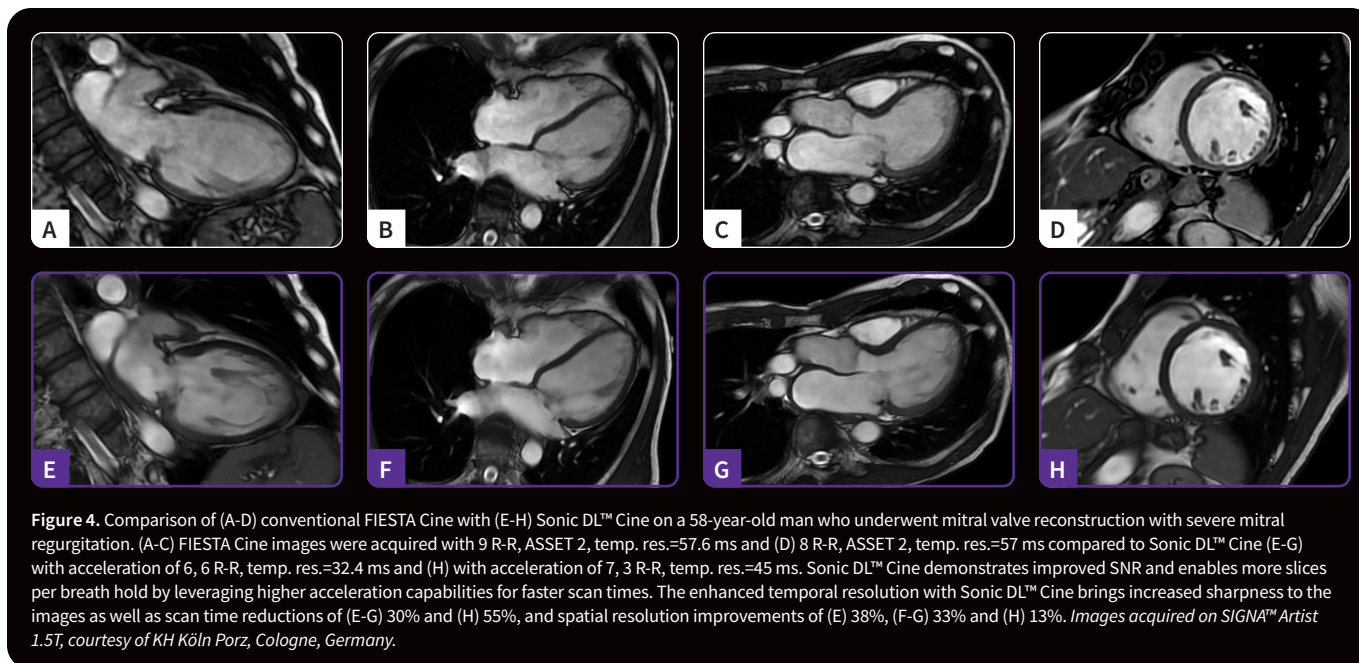 A
B
C
D
E
F
G
H
Figure 4. Comparison of (A-D) conventional FIESTA Cine with (E-H) Sonic DL™ Cine on a 58-year-old man who underwent mitral valve reconstruction with severe mitral
regurgitation. (A-C) FIESTA Cine images were acquired with 9 R-R, ASSET 2, temp. res.=57.6 ms and (D) 8 R-R, ASSET 2, temp. res.=57 ms compared to Sonic DL™ Cine (E-G)
with acceleration of 6, 6 R-R, temp. res.=32.4 ms and (H) with acceleration of 7, 3 R-R, temp. res.=45 ms. Sonic DL™ Cine demonstrates improved SNR and enables more slices
per breath hold by leveraging higher acceleration capabilities for faster scan times. The enhanced temporal resolution with Sonic DL™ Cine brings increased sharpness to the
images as well as scan time reductions of (E-G) 30% and (H) 55%, and spatial resolution improvements of (E) 38%, (F-G) 33% and (H) 13%. Images acquired on SIGNA™ Artist
1.5T, courtesy of KH Köln Porz, Cologne, Germany.